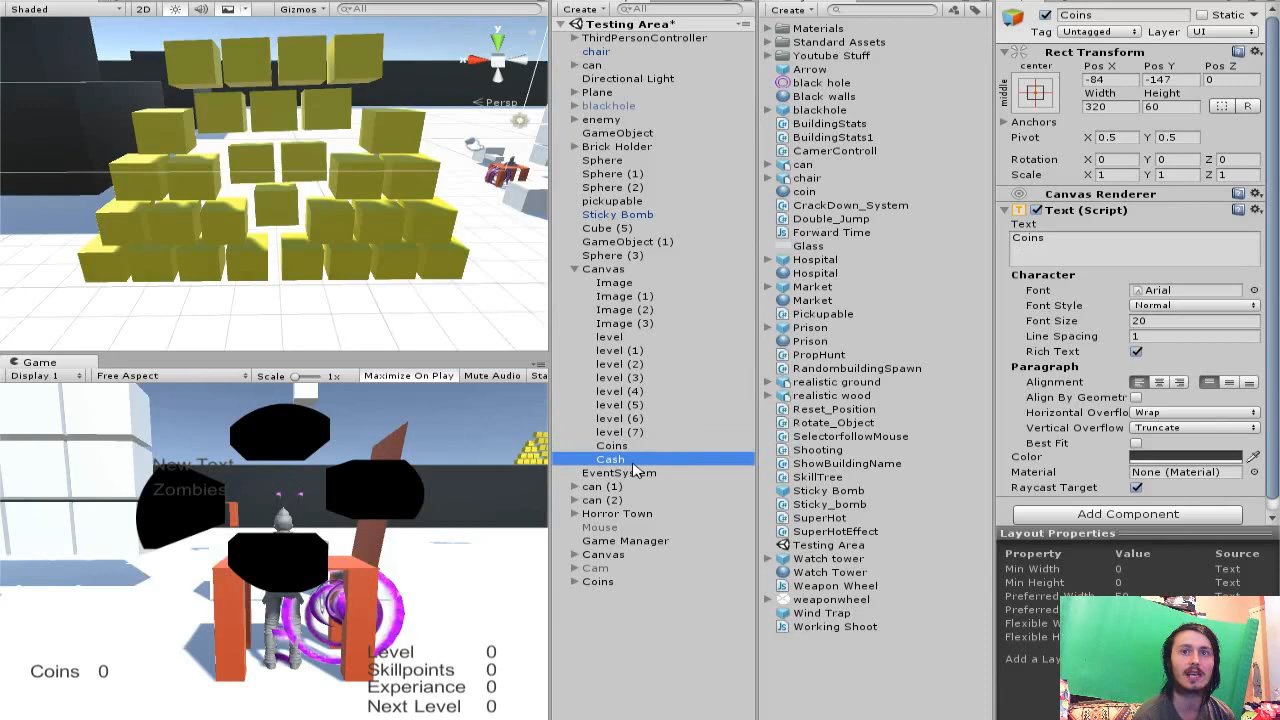 Shaded
2D
Gizmos
All
y
x
Persp
Game
Display 1
Free Aspect
Scale
1x
Maximize On Play
Mute Audio
Sta
New Text
Zombies
Coins 0
Level 0
Skillpoints 0
Experiance 0
Next Level 0
Create
All
Testing Area*
ThirdPersonController
chair
can
Directional Light
Plane
blackhole
enemy
GameObject
Brick Holder
Sphere
Sphere (1)
Sphere (2)
pickupable
Sticky Bomb
Cube (5)
GameObject (1)
Sphere (3)
Canvas
Image
Image (1)
Image (2)
Image (3)
level
level (1)
level (2)
level (3)
level (4)
level (5)
level (6)
level (7)
Coins
Cash
EventSystem
can (1)
can (2)
Horror Town
Mouse
Game Manager
Canvas
Cam
Coins
Create
Materials
Standard Assets
Youtube Stuff
Arrow
black hole
Black walls
blackhole
BuildingStats
BuildingStats1
CamerControll
can
chair
coin
CrackDown_System
Double_Jump
Forward Time
Glass
Hospital
Hospital
Market
Market
Pickupable
Prison
Prison
PropHunt
RandombuildingSpawn
realistic ground
realistic wood
Reset_Position
Rotate_Object
SelectorfollowMouse
Shooting
ShowBuildingName
SkillTree
Sticky Bomb
Sticky_bomb
SuperHot
SuperHotEffect
Testing Area
Watch tower
Watch Tower
Weapon Wheel
weaponwheel
Wind Trap
Working Shoot
Coins
Static
Tag Untagged Layer UI
Rect Transform
center
middle
Pos X Pos Y Pos Z
-84 -147 0
Width Height
320 60
R
Anchors
Pivot X 0.5 Y 0.5
Rotation X 0 Y 0 Z 0
Scale X 1 Y 1 Z 1
Canvas Renderer
Text (Script)
Text
Coins
Character
Font Arial
Font Style Normal
Font Size 20
Line Spacing 1
Rich Text
Paragraph
Alignment
Align By Geometr
Horizontal Overflo Wrap
Vertical Overflow Truncate
Best Fit
Color
Material None (Material)
Raycast Target
Add Component
Layout Properties
Property Value Source
Min Width 0 Text
Min Height 0 Text
Preferred Width
Preferred
Flexible W
Flexible H
Add a Lay